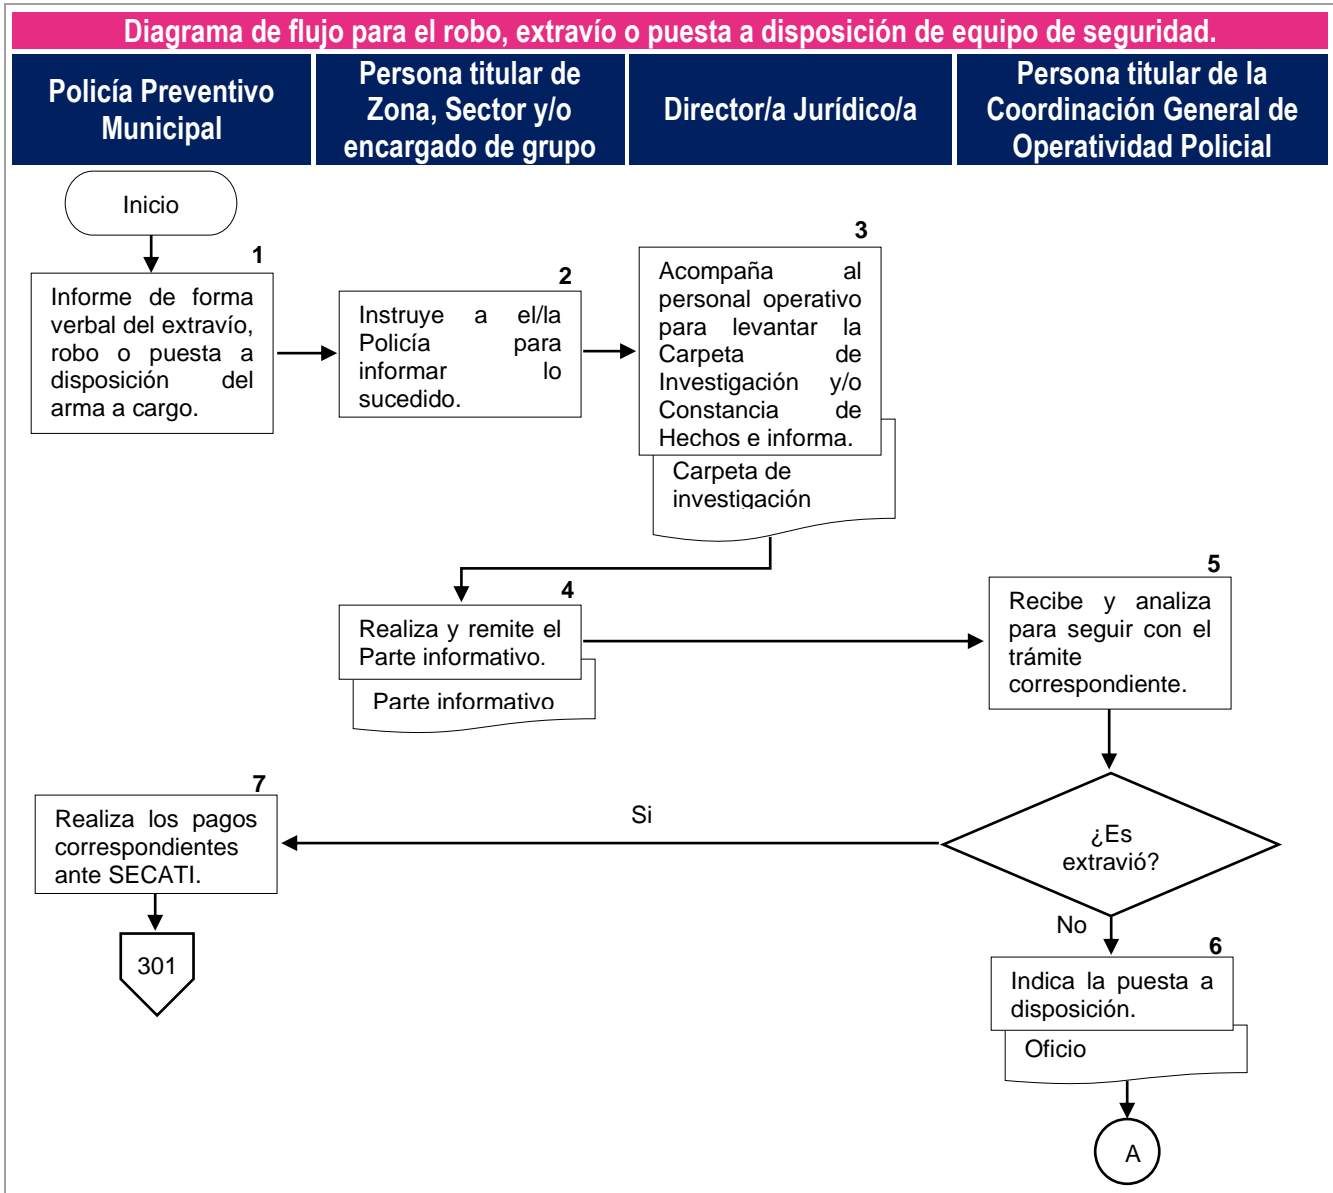 Diagrama de flujo para el robo, extravío o puesta a disposición de equipo de seguridad.
Policía Preventivo
Municipal
Persona titular de
Zona, Sector y/o
encargado de grupo
Director/a Jurídico/a
Persona titular de la
Coordinación General de
Operatividad Policial
Inicio
1
Informe de forma
verbal del extravío,
robo o puesta a
disposición del
arma a cargo.
2
Instruye a el/la
Policía para
informar lo
sucedido.
3
Acompaña al
personal operativo
para levantar la
Carpeta de
Investigación y/o
Constancia de
Hechos e informa.
Carpeta de
investigación
4
Realiza y remite el
Parte informativo.
Parte informativo
5
Recibe y analiza
para seguir con el
trámite
correspondiente.
¿Es
extravió?
Si
No
7
Realiza los pagos
correspondientes
ante SECATI.
301
6
Indica la puesta a
disposición.
Oficio
A